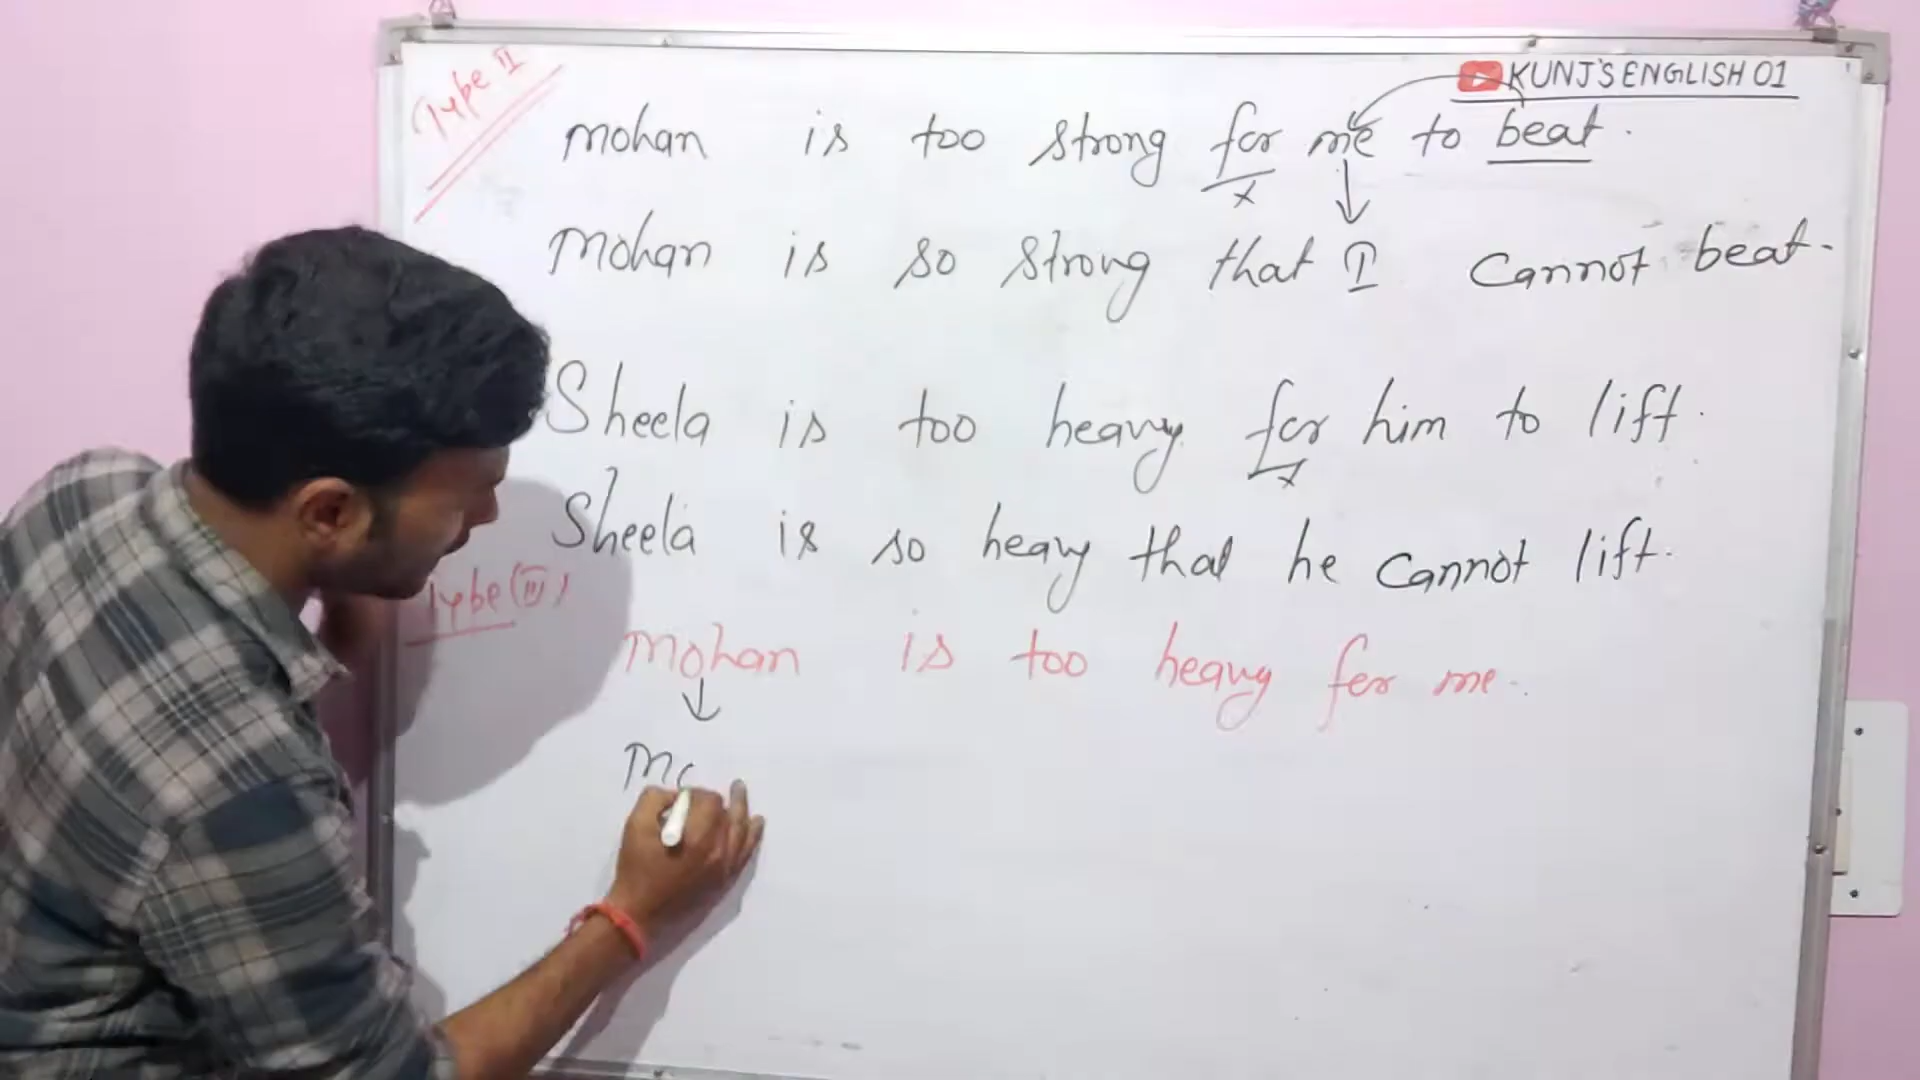 Type II
KUNJ'S ENGLISH 01
Mohan is too strong for me to beat.
x
Mohan is so strong that I cannot beat.
Sheela is too heavy for him to lift.
x
Sheela is so heavy that he cannot lift.
Type (III)
Mohan is too heavy for me.
Mo